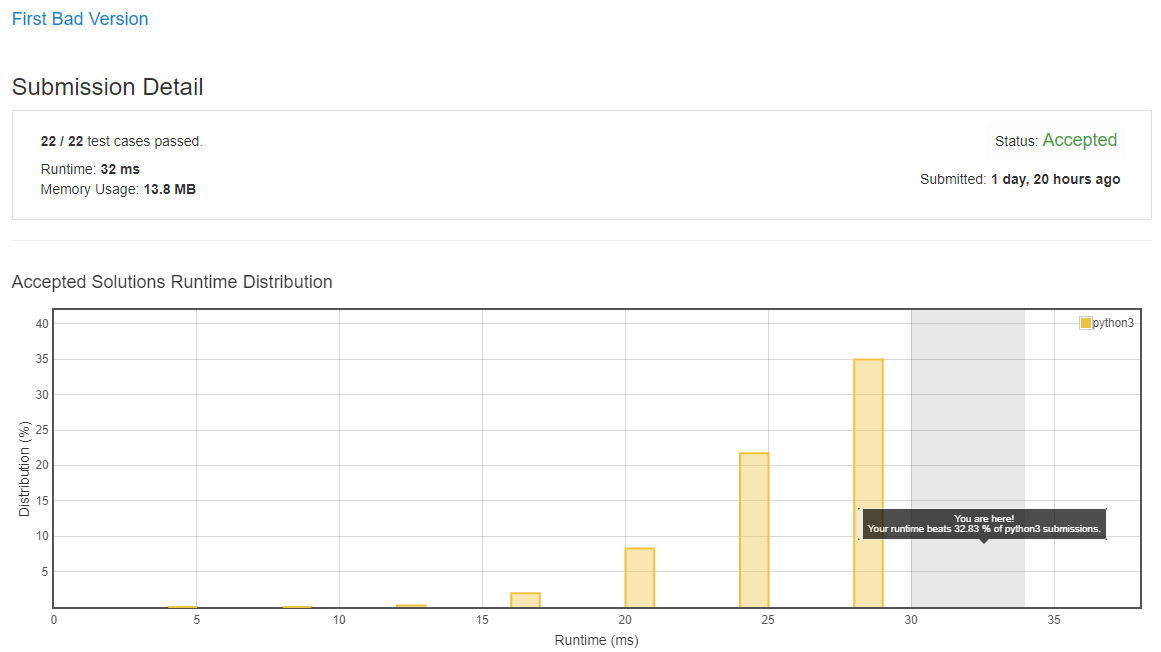 First Bad Version
Submission Detail
22 / 22 test cases passed.
Status: Accepted
Runtime: 32 ms
Memory Usage: 13.8 MB
Submitted: 1 day, 20 hours ago
Accepted Solutions Runtime Distribution
python3
40
35
30
25
20
15
10
5
Distribution (%)
You are here!
Your runtime beats 32.83 % of python3 submissions.
0 5 10 15 20 25 30 35
Runtime (ms)